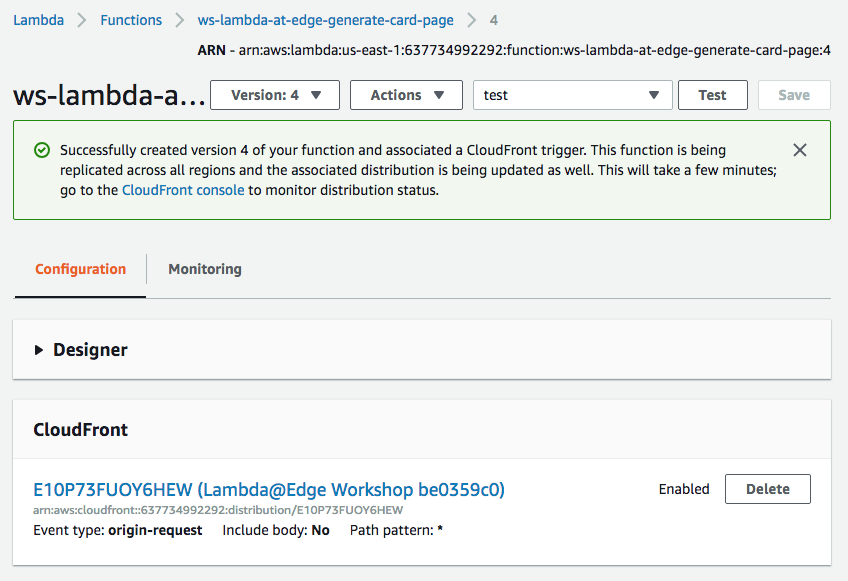 Lambda > Functions > ws-lambda-at-edge-generate-card-page > 4
ARN - arn:aws:lambda:us-east-1:637734992292:function:ws-lambda-at-edge-generate-card-page:4
ws-lambda-a... Version: 4 Actions test Test Save
Successfully created version 4 of your function and associated a CloudFront trigger. This function is being
replicated across all regions and the associated distribution is being updated as well. This will take a few minutes;
go to the CloudFront console to monitor distribution status.
Configuration Monitoring
Designer
CloudFront
E10P73FUOY6HEW (Lambda@Edge Workshop be0359c0) Enabled Delete
arn:aws:cloudfront::637734992292:distribution/E10P73FUOY6HEW
Event type: origin-request Include body: No Path pattern: *